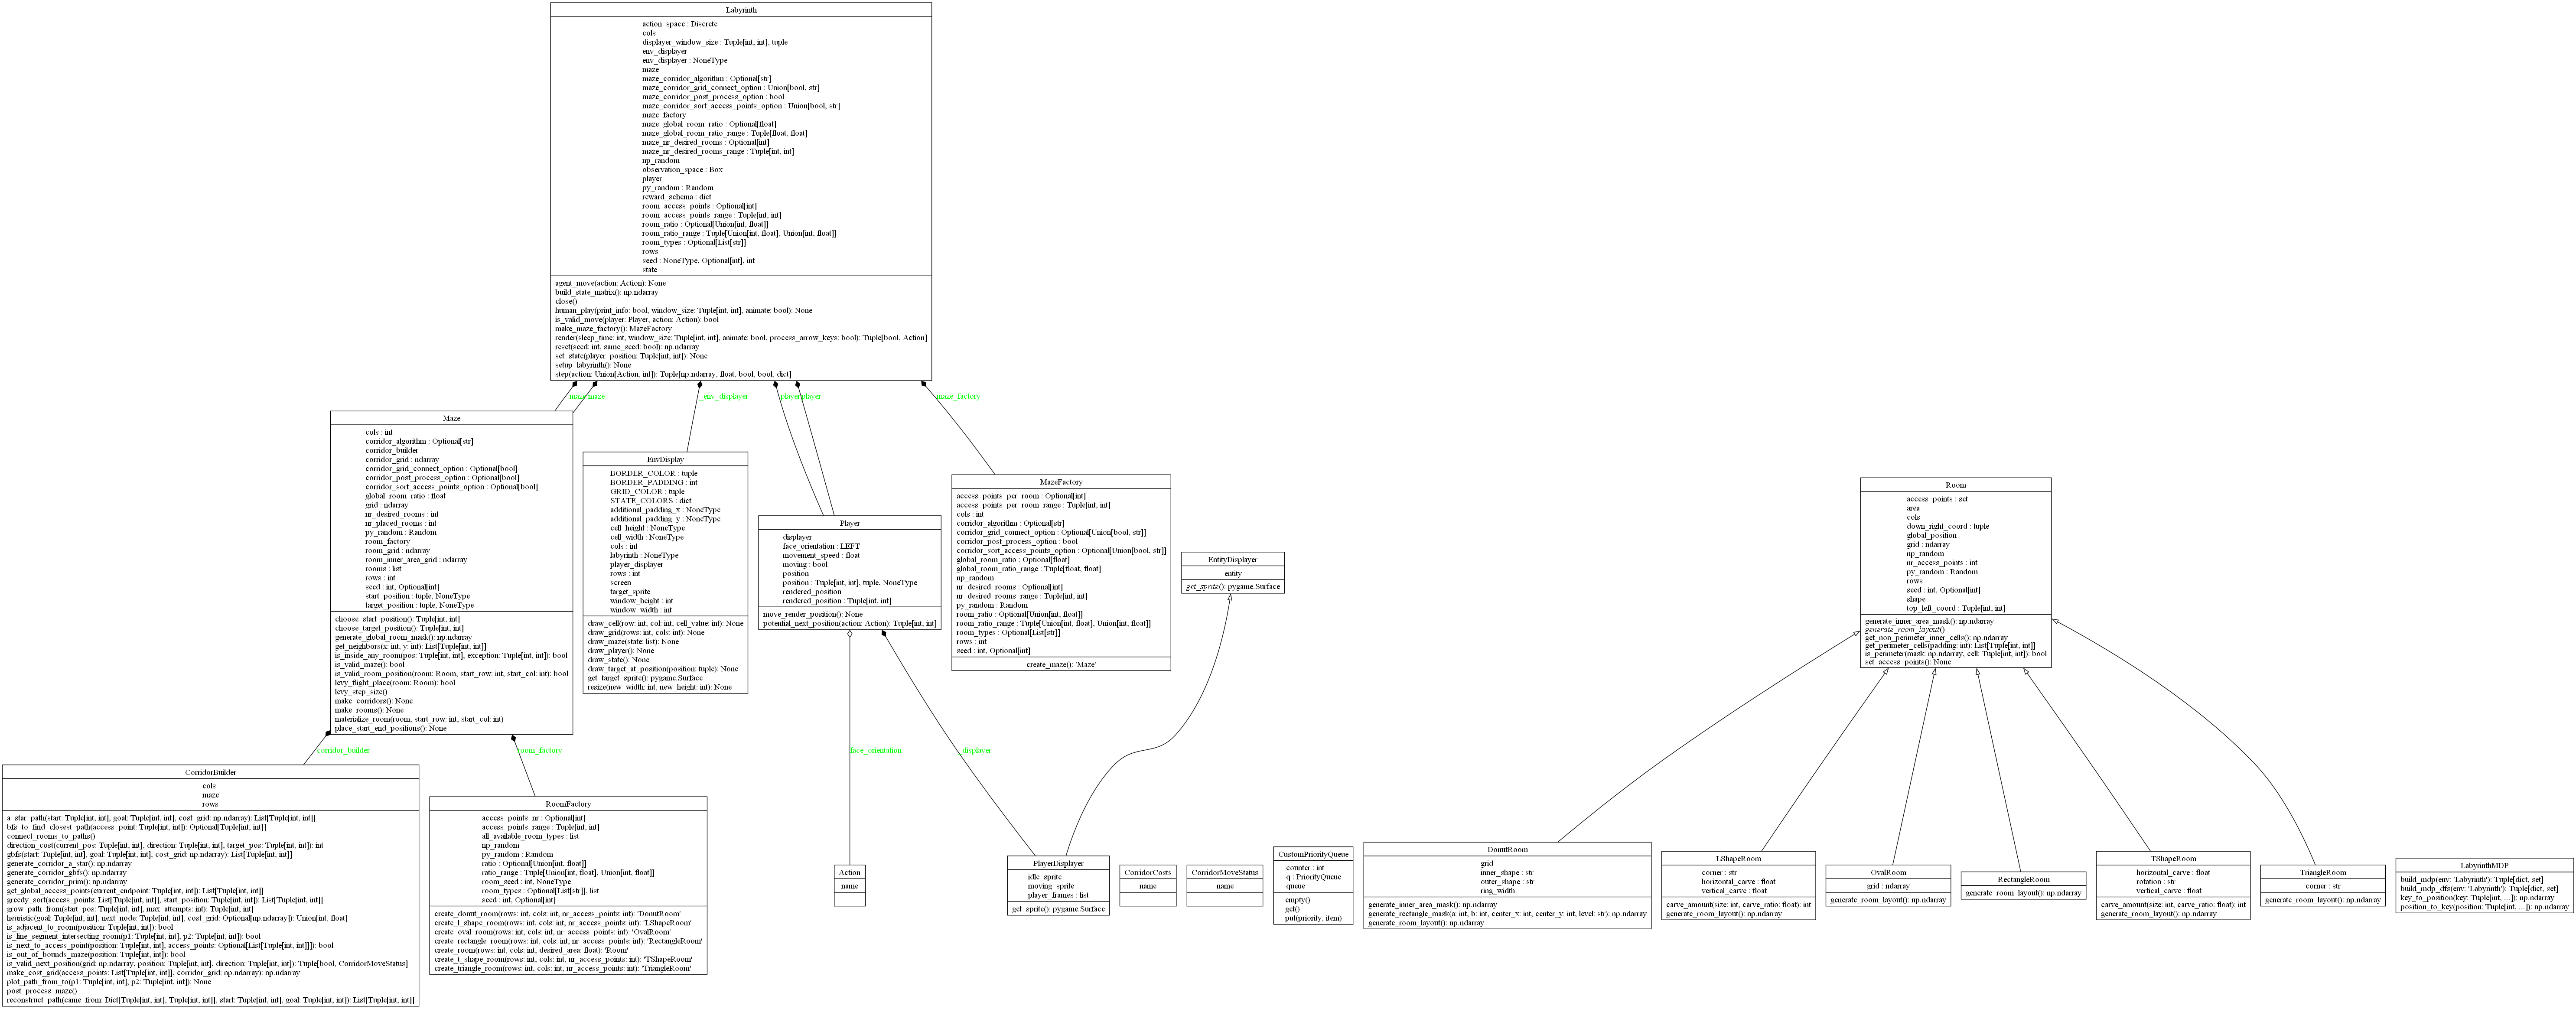 Labyrinth
action_space : Discrete
cols
displayer_window_size : Tuple[int, int], tuple
env_displayer
env_displayer : NoneType
maze
maze_corridor_algorithm : Optional[str]
maze_corridor_grid_connect_option : Union[bool, str]
maze_corridor_post_process_option : bool
maze_corridor_sort_access_points_option : Union[bool, str]
maze_factory
maze_global_room_ratio : Optional[float]
maze_global_room_ratio_range : Tuple[float, float]
maze_nr_desired_rooms : Optional[int]
maze_nr_desired_rooms_range : Tuple[int, int]
np_random
observation_space : Box
player
py_random : Random
reward_schema : dict
room_access_points : Optional[int]
room_access_points_range : Tuple[int, int]
room_ratio : Optional[Union[int, float]]
room_ratio_range : Tuple[Union[int, float], Union[int, float]]
room_types : Optional[List[str]]
rows
seed : NoneType, Optional[int], int
state
agent_move(action: Action): None
build_state_matrix(): np.ndarray
close()
human_play(print_info: bool, window_size: Tuple[int, int], animate: bool): None
is_valid_move(player: Player, action: Action): bool
make_maze_factory(): MazeFactory
render(sleep_time: int, window_size: Tuple[int, int], animate: bool, process_arrow_keys: bool): Tuple[bool, Action]
reset(seed: int, same_seed: bool): np.ndarray
set_state(player_position: Tuple[int, int]): None
setup_labyrinth(): None
step(action: Union[Action, int]): Tuple[np.ndarray, float, bool, bool, dict]
maze
maze
_env_displayer
player
player
maze_factory
Maze
cols : int
corridor_algorithm : Optional[str]
corridor_builder
corridor_grid : ndarray
corridor_grid_connect_option : Optional[bool]
corridor_post_process_option : Optional[bool]
corridor_sort_access_points_option : Optional[bool]
global_room_ratio : float
grid : ndarray
nr_desired_rooms : int
nr_placed_rooms : int
py_random : Random
room_factory
room_grid : ndarray
room_inner_area_grid : ndarray
rooms : list
rows : int
seed : int, Optional[int]
start_position : tuple, NoneType
target_position : tuple, NoneType
choose_start_position(): Tuple[int, int]
choose_target_position(): Tuple[int, int]
generate_global_room_mask(): np.ndarray
get_neighbors(x: int, y: int): List[Tuple[int, int]]
is_inside_any_room(pos: Tuple[int, int], exception: Tuple[int, int]): bool
is_valid_maze(): bool
is_valid_room_position(room: Room, start_row: int, start_col: int): bool
levy_flight_place(room: Room): bool
levy_step_size()
make_corridors(): None
make_rooms(): None
materialize_room(room, start_row: int, start_col: int)
place_start_end_positions(): None
EnvDisplay
BORDER_COLOR : tuple
BORDER_PADDING : int
GRID_COLOR : tuple
STATE_COLORS : dict
additional_padding_x : NoneType
additional_padding_y : NoneType
cell_height : NoneType
cell_width : NoneType
cols : int
labyrinth : NoneType
player_displayer
rows : int
screen
target_sprite
window_height : int
window_width : int
draw_cell(row: int, col: int, cell_value: int): None
draw_grid(rows: int, cols: int): None
draw_maze(state: list): None
draw_player(): None
draw_state(): None
draw_target_at_position(position: tuple): None
get_target_sprite(): pygame.Surface
resize(new_width: int, new_height: int): None
Player
displayer
face_orientation : LEFT
movement_speed : float
moving : bool
position
position : Tuple[int, int], tuple, NoneType
rendered_position
rendered_position : Tuple[int, int]
move_render_position(): None
potential_next_position(action: Action): Tuple[int, int]
MazeFactory
access_points_per_room : Optional[int]
access_points_per_room_range : Tuple[int, int]
cols : int
corridor_algorithm : Optional[str]
corridor_grid_connect_option : Optional[Union[bool, str]]
corridor_post_process_option : bool
corridor_sort_access_points_option : Optional[Union[bool, str]]
global_room_ratio : Optional[float]
global_room_ratio_range : Tuple[float, float]
np_random
nr_desired_rooms : Optional[int]
nr_desired_rooms_range : Tuple[int, int]
py_random : Random
room_ratio : Optional[Union[int, float]]
room_ratio_range : Tuple[Union[int, float], Union[int, float]]
room_types : Optional[List[str]]
rows : int
seed : int, Optional[int]
create_maze(): 'Maze'
EntityDisplayer
entity
get_sprite(): pygame.Surface
Room
access_points : set
area
cols
down_right_coord : tuple
global_position
grid : ndarray
np_random
nr_access_points : int
py_random : Random
rows
seed : int, Optional[int]
shape
top_left_coord : Tuple[int, int]
generate_inner_area_mask(): np.ndarray
generate_room_layout()
get_non_perimeter_inner_cells(): np.ndarray
get_perimeter_cells(padding: int): List[Tuple[int, int]]
is_perimeter(mask: np.ndarray, cell: Tuple[int, int]): bool
set_access_points(): None
corridor_builder
room_factory
face_orientation
displayer
CorridorBuilder
cols
maze
rows
a_star_path(start: Tuple[int, int], goal: Tuple[int, int], cost_grid: np.ndarray): List[Tuple[int, int]]
bfs_to_find_closest_path(access_point: Tuple[int, int]): Optional[Tuple[int, int]]
connect_rooms_to_paths()
direction_cost(current_pos: Tuple[int, int], direction: Tuple[int, int], target_pos: Tuple[int, int]): int
gbfs(start: Tuple[int, int], goal: Tuple[int, int], cost_grid: np.ndarray): List[Tuple[int, int]]
generate_corridor_a_star(): np.ndarray
generate_corridor_gbfs(): np.ndarray
generate_corridor_prim(): np.ndarray
get_global_access_points(current_endpoint: Tuple[int, int]): List[Tuple[int, int]]
greedy_sort(access_points: List[Tuple[int, int]], start_position: Tuple[int, int]): List[Tuple[int, int]]
grow_path_from(start_pos: Tuple[int, int], max_attempts: int): Tuple[int, int]
heuristic(goal: Tuple[int, int], next_node: Tuple[int, int], cost_grid: Optional[np.ndarray]): Union[int, float]
is_adjacent_to_room(position: Tuple[int, int]): bool
is_line_segment_intersecting_room(p1: Tuple[int, int], p2: Tuple[int, int]): bool
is_next_to_access_point(position: Tuple[int, int], access_points: Optional[List[Tuple[int, int]]]): bool
is_out_of_bounds_maze(position: Tuple[int, int]): bool
is_valid_next_position(grid: np.ndarray, position: Tuple[int, int], direction: Tuple[int, int]): Tuple[bool, CorridorMoveStatus]
make_cost_grid(access_points: List[Tuple[int, int]], corridor_grid: np.ndarray): np.ndarray
plot_path_from_to(p1: Tuple[int, int], p2: Tuple[int, int]): None
post_process_maze()
reconstruct_path(came_from: Dict[Tuple[int, int], Tuple[int, int]], start: Tuple[int, int], goal: Tuple[int, int]): List[Tuple[int, int]]
RoomFactory
access_points_nr : Optional[int]
access_points_range : Tuple[int, int]
all_available_room_types : list
np_random
py_random : Random
ratio : Optional[Union[int, float]]
ratio_range : Tuple[Union[int, float], Union[int, float]]
room_seed : int, NoneType
room_types : Optional[List[str]], list
seed : int, Optional[int]
create_donut_room(rows: int, cols: int, nr_access_points: int): 'DonutRoom'
create_l_shape_room(rows: int, cols: int, nr_access_points: int): 'LShapeRoom'
create_oval_room(rows: int, cols: int, nr_access_points: int): 'OvalRoom'
create_rectangle_room(rows: int, cols: int, nr_access_points: int): 'RectangleRoom'
create_room(rows: int, cols: int, desired_area: float): 'Room'
create_t_shape_room(rows: int, cols: int, nr_access_points: int): 'TShapeRoom'
create_triangle_room(rows: int, cols: int, nr_access_points: int): 'TriangleRoom'
Action
name
PlayerDisplayer
idle_sprite
moving_sprite
player_frames : list
get_sprite(): pygame.Surface
CorridorCosts
name
CorridorMoveStatus
name
CustomPriorityQueue
counter : int
q : PriorityQueue
queue
empty()
get()
put(priority, item)
DonutRoom
grid
inner_shape : str
outer_shape : str
ring_width
generate_inner_area_mask(): np.ndarray
generate_rectangle_mask(a: int, b: int, center_x: int, center_y: int, level: str): np.ndarray
generate_room_layout(): np.ndarray
LShapeRoom
corner : str
horizontal_carve : float
vertical_carve : float
carve_amount(size: int, carve_ratio: float): int
generate_room_layout(): np.ndarray
OvalRoom
grid : ndarray
generate_room_layout(): np.ndarray
RectangleRoom
generate_room_layout(): np.ndarray
TShapeRoom
horizontal_carve : float
rotation : str
vertical_carve : float
carve_amount(size: int, carve_ratio: float): int
generate_room_layout(): np.ndarray
TriangleRoom
corner : str
generate_room_layout(): np.ndarray
LabyrinthMDP
build_mdp(env: 'Labyrinth'): Tuple[dict, set]
build_mdp_dfs(env: 'Labyrinth'): Tuple[dict, set]
key_to_position(key: Tuple[int, ...]): np.ndarray
position_to_key(position: Tuple[int, ...]): np.ndarray